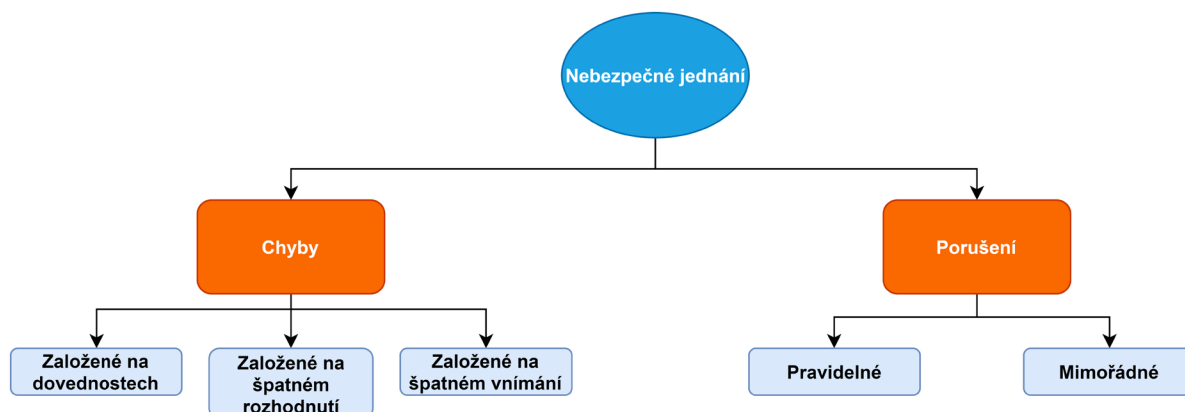 Nebezpečné jednání
Chyby
Porušení
Založené na
dovednostech
Založené na
špatném
rozhodnutí
Založené na
špatném vnímání
Pravidelné
Mimořádné